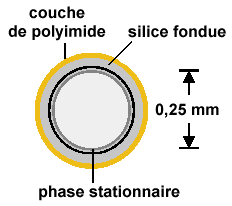 couche
de polyimide
silice fondue
0,25 mm
phase stationnaire